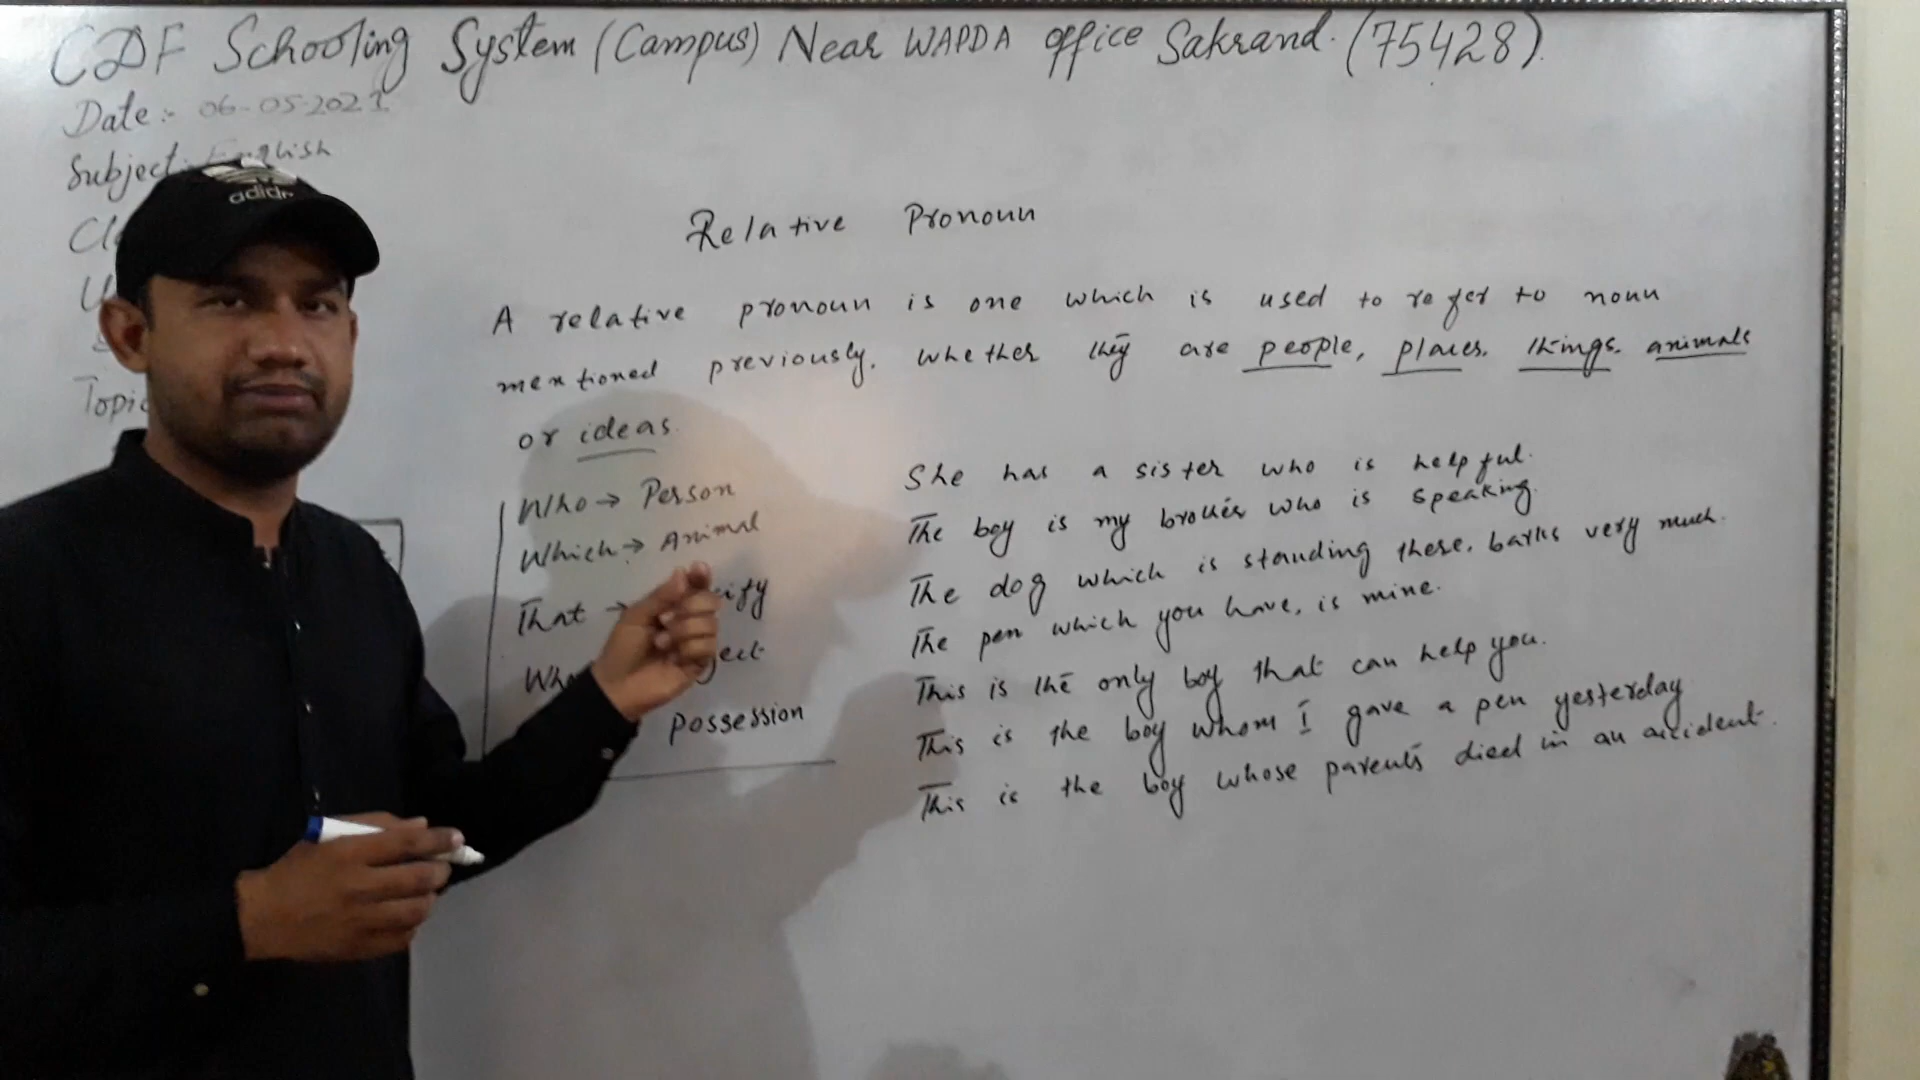 CDF Schooling System (Campus) Near WAPDA office Sakrand. (75428).
Date :- 06-05-2021
Subject:- English
adidas
Topic
Relative Pronoun
A relative pronoun is one which is used to refer to noun
mentioned previously. whether they are people, places. things. animals
or ideas.
Who → Person
Which → Animal
That →
Possession
She has a sister who is helpful.
The boy is my brother who is speaking.
The dog which is standing there. barks very much.
The pen which you have, is mine.
This is the only boy that can help you.
This is the boy whom I gave a pen yesterday
This is the boy whose parents died in an accident.